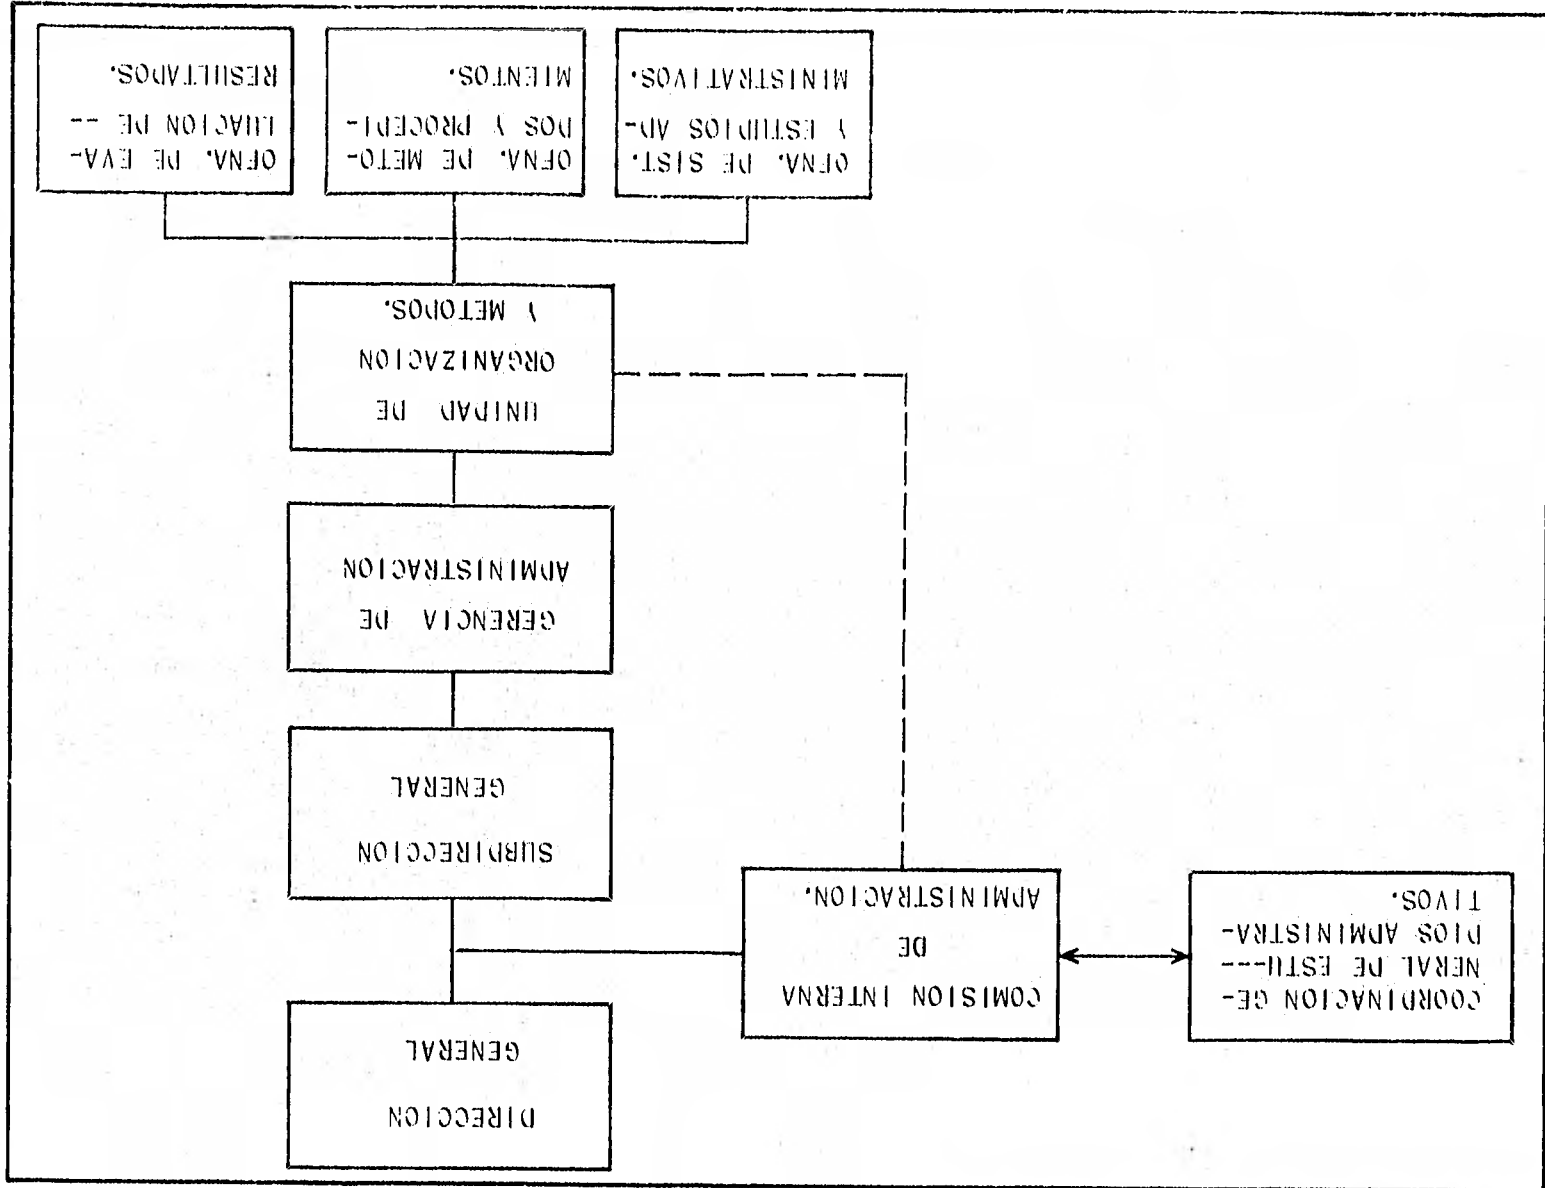 DIRECCION
GENERAL
COORDINACION GE-
NERAL DE ESTU---
DIOS ADMINISTRA-
TIVOS.
COMISION INTERNA
DE
ADMINISTRACION.
SUBDIRECCION
GENERAL
GERENCIA DE
ADMINISTRACION
UNIDAD DE
ORGANIZACION
Y METODOS.
OFNA. DE SIST.
Y ESTUDIOS AD-
MINISTRATIVOS.
OFNA. DE METO-
DOS Y PROCEDI-
MIENTOS.
OFNA. DE EVA-
LUACION DE --
RESULTADOS.